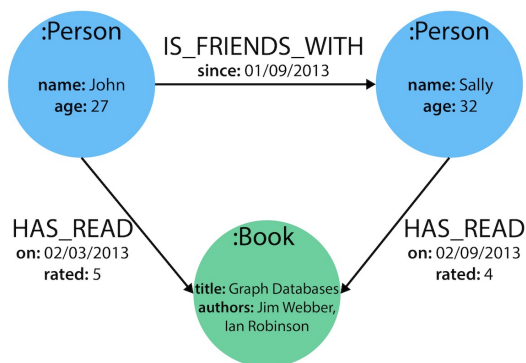 :Person
name: John
age: 27
IS_FRIENDS_WITH
since: 01/09/2013
:Person
name: Sally
age: 32
HAS_READ
on: 02/03/2013
rated: 5
:Book
title: Graph Databases
authors: Jim Webber,
Ian Robinson
HAS_READ
on: 02/09/2013
rated: 4